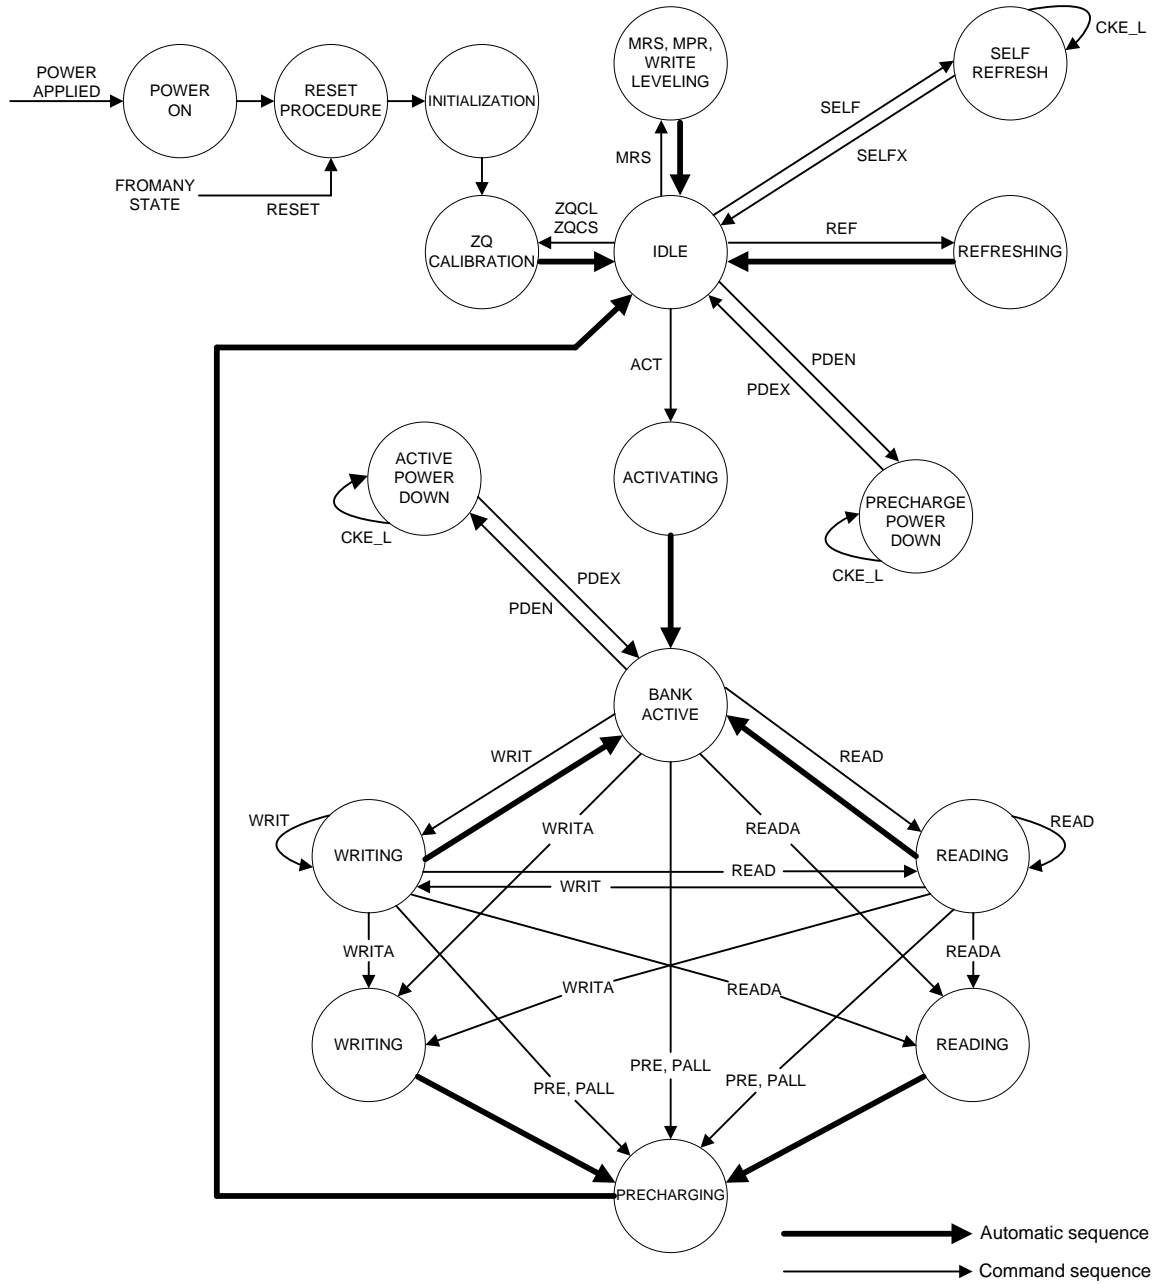 MRS, MPR,
WRITE
LEVELING
SELF
REFRESH
CKE_L
POWER
APPLIED
POWER
ON
RESET
PROCEDURE
INITIALIZATION
SELF
SELFX
MRS
FROMANY
STATE
RESET
ZQCL
ZQCS
ZQ
CALIBRATION
IDLE
REF
REFRESHING
ACT
PDEN
PDEX
ACTIVE
POWER
DOWN
CKE_L
ACTIVATING
PRECHARGE
POWER
DOWN
CKE_L
PDEX
PDEN
BANK
ACTIVE
WRIT
READ
WRIT
WRITA
READA
READ
WRITING
READING
READ
WRIT
WRITA
READA
WRITA
READA
WRITING
READING
PRE, PALL
PRE, PALL
PRE, PALL
PRECHARGING
Automatic sequence
Command sequence